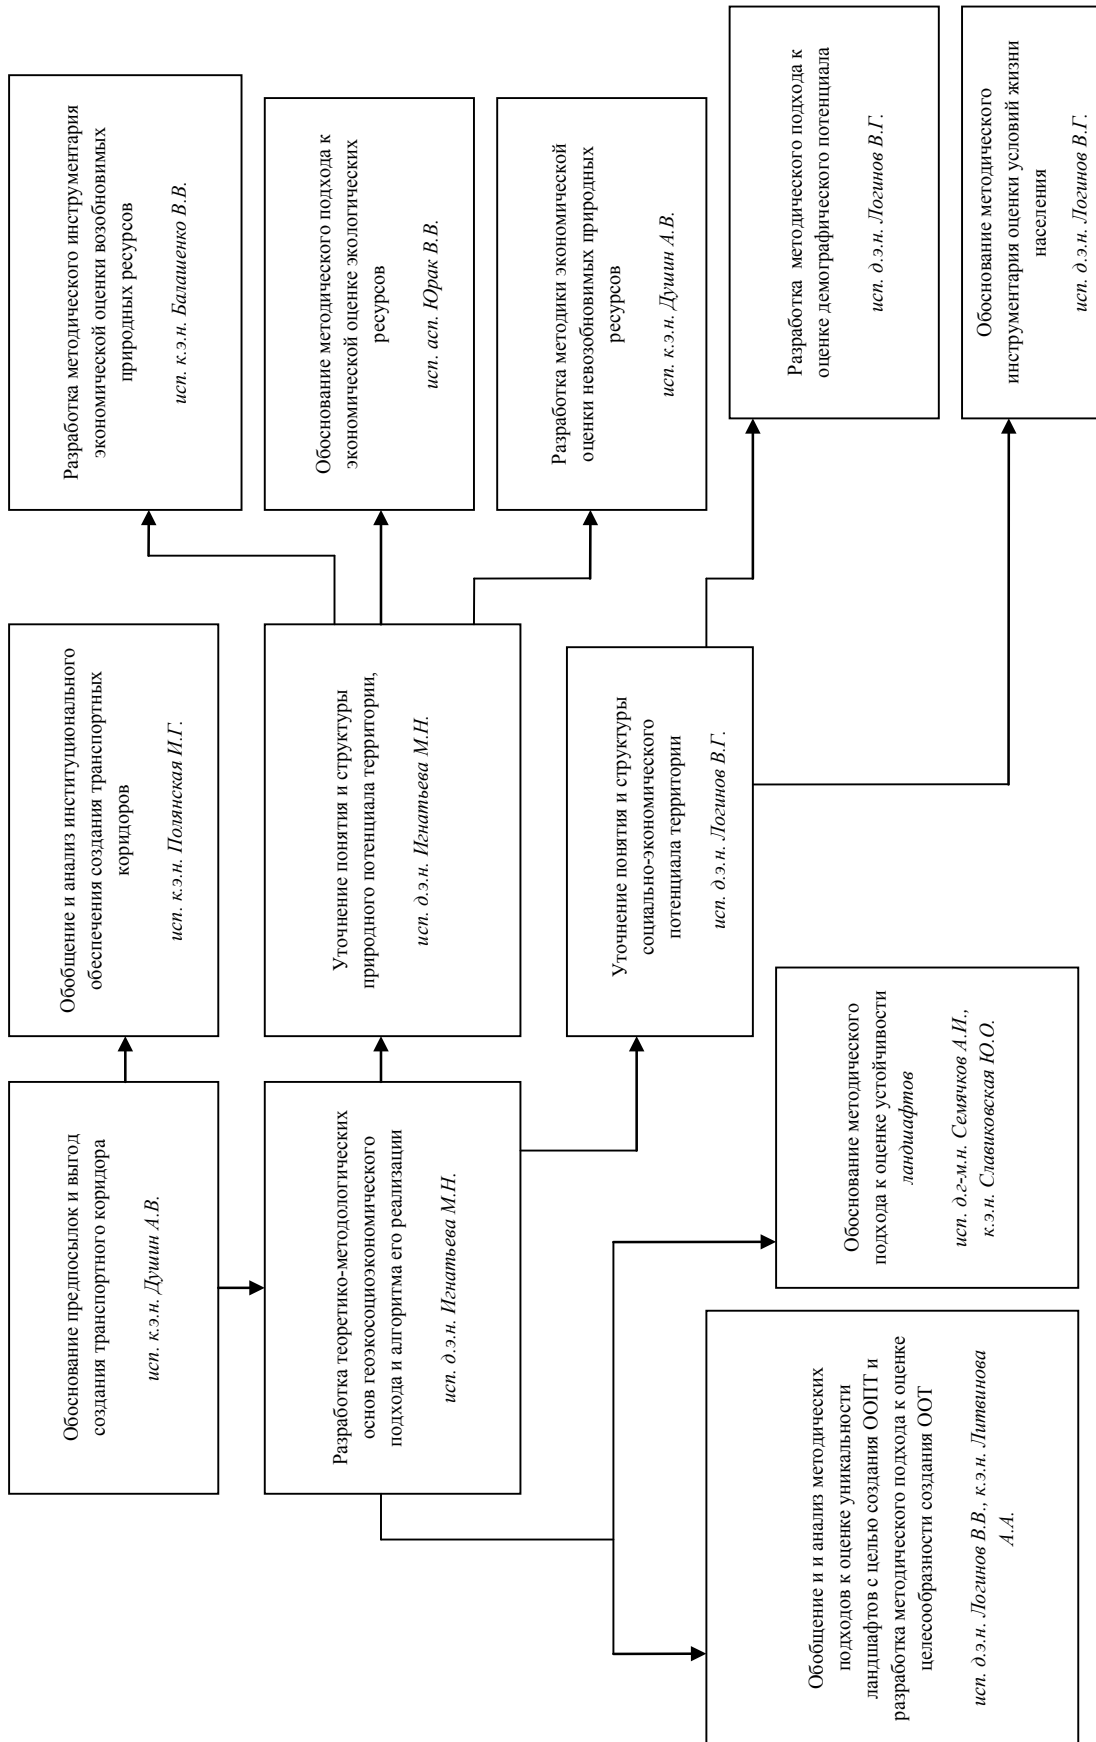 Обоснование предпосылок и выгод
создания транспортного коридора
исп. к.э.н. Душин А.В.
Обобщение и анализ институционального
обеспечения создания транспортных
коридоров
исп. к.э.н. Полянская И.Г.
Разработка методического инструментария
экономической оценки возобновимых
природных ресурсов
исп. к.э.н. Балашенко В.В.
Разработка теоретико-методологических
основ геоэкосоциоэкономического
подхода и алгоритма его реализации
исп. д.э.н. Игнатьева М.Н.
Уточнение понятия и структуры
природного потенциала территории,
исп. д.э.н. Игнатьева М.Н.
Обоснование методического подхода к
экономической оценке экологических
ресурсов
исп. асп. Юрак В.В.
Разработка методики экономической
оценки невозобновимых природных
ресурсов
исп. к.э.н. Душин А.В.
Уточнение понятия и структуры
социально-экономического
потенциала территории
исп. д.э.н. Логинов В.Г.
Разработка методического подхода к
оценке демографического потенциала
исп. д.э.н. Логинов В.Г.
Обобщение и и анализ методических
подходов к оценке уникальности
ландшафтов с целью создания ООПТ и
разработка методического подхода к оценке
целесообразности создания ООТ
исп. д.э.н. Логинов В.В., к.э.н. Литвинова
А.А.
Обоснование методического
подхода к оценке устойчивости
ландшафтов
исп. д.г-м.н. Семячков А.И.,
к.э.н. Славиковская Ю.О.
Обоснование методического
инструментария оценки условий жизни
населения
исп. д.э.н. Логинов В.Г.